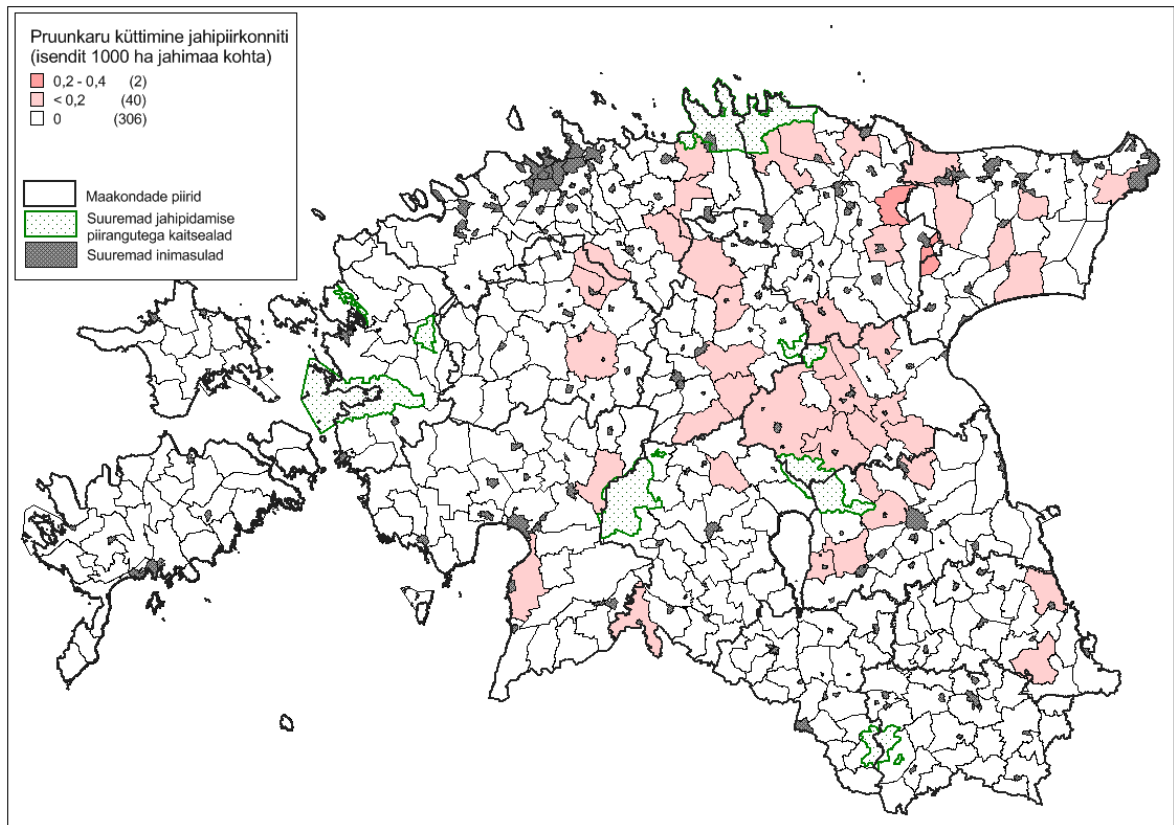 Pruunkaru küttimine jahipiirkonniti
(isendit 1000 ha jahimaa kohta)
0,2 - 0,4 (2)
< 0,2 (40)
0 (306)
Maakondade piirid
Suuremad jahipidamise
piirangutega kaitsealad
Suuremad inimasulad